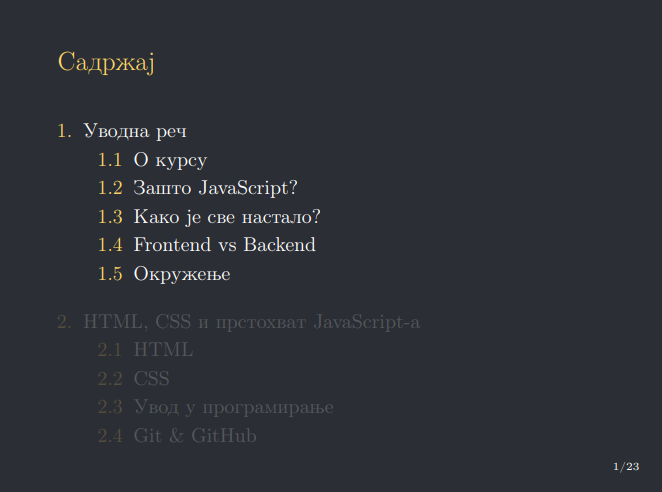 Садржај
1. Уводна реч
1.1 О курсу
1.2 Зашто JavaScript?
1.3 Како је све настало?
1.4 Frontend vs Backend
1.5 Окружење
2. HTML, CSS и прстохват JavaScript-а
2.1 HTML
2.2 CSS
2.3 Увод у програмирање
2.4 Git & GitHub
1/23